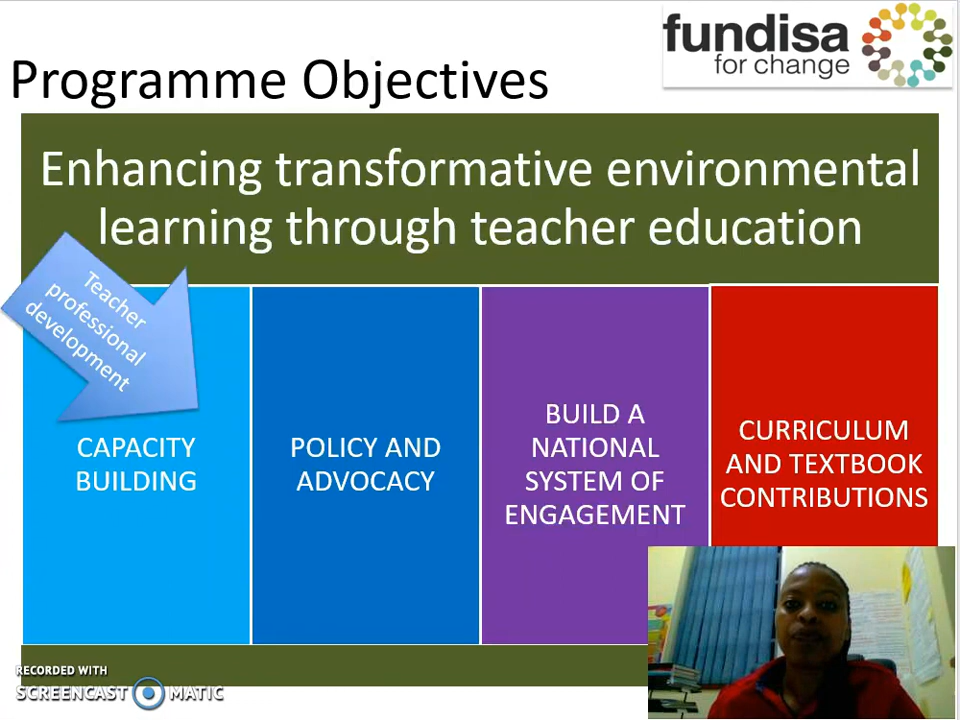 fundisa
for change
Programme Objectives
Enhancing transformative environmental
learning through teacher education
Teacher
professional
development
CAPACITY
BUILDING
POLICY AND
ADVOCACY
BUILD A
NATIONAL
SYSTEM OF
ENGAGEMENT
CURRICULUM
AND TEXTBOOK
CONTRIBUTIONS
RECORDED WITH
SCREENCAST MATIC